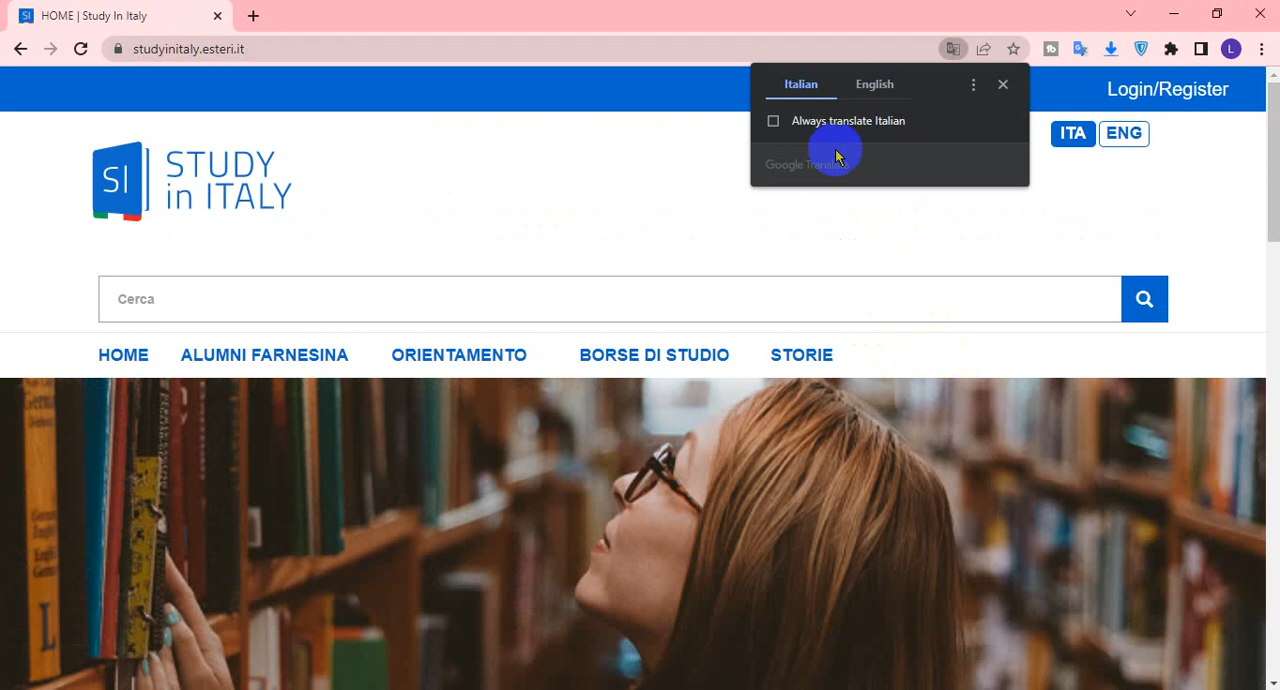 HOME | Study In Italy
studyinitaly.esteri.it
L
Italian English
Always translate Italian
Google Translate
Login/Register
ITA ENG
SI
STUDY
in ITALY
Cerca
HOME ALUMNI FARNESINA ORIENTAMENTO BORSE DI STUDIO STORIE